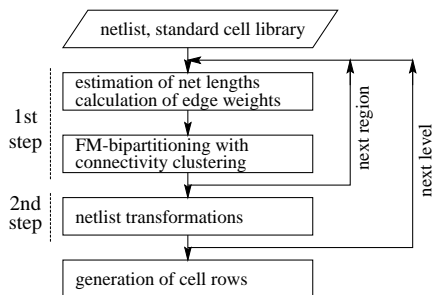 netlist, standard cell library
1st
step
estimation of net lengths
calculation of edge weights
FM-bipartitioning with
connectivity clustering
next region
next level
2nd
step
netlist transformations
generation of cell rows